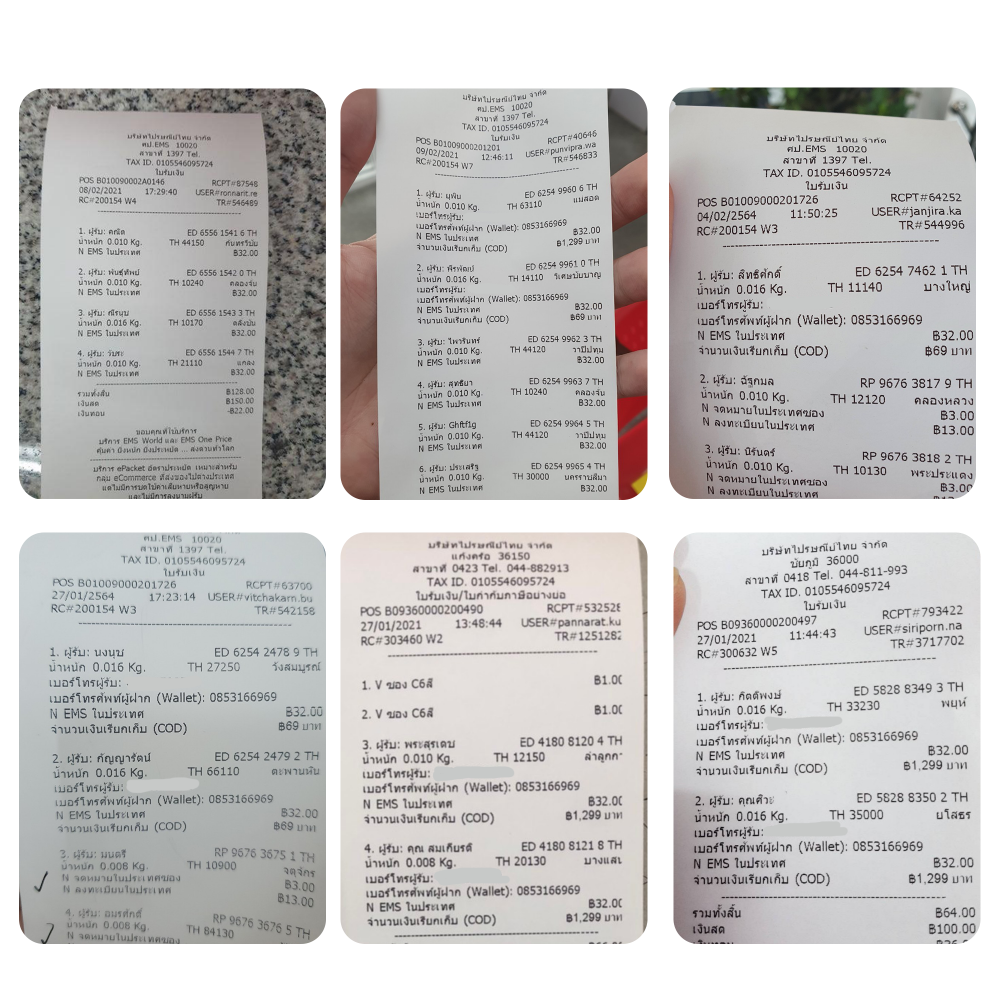 บริษัทไปรษณีย์ไทย จำกัด
ศป.EMS 10020
สาขาที่ 1397 Tel.
TAX ID. 0105546095724
ใบรับเงิน
POS B010090002A0146 RCPT#87548
08/02/2021 17:29:40 USER#ronnarit.re
RC#200154 W4 TR#546489
1. ผู้รับ: คณิต ED 6556 1541 6 TH
น้ำหนัก 0.010 Kg. TH 44150 กันทรวิชัย
N EMS ในประเทศ ฿32.00
2. ผู้รับ: พันธุ์ทิพย์ ED 6556 1542 0 TH
น้ำหนัก 0.016 Kg. TH 10240 คลองจั่น
N EMS ในประเทศ ฿32.00
3. ผู้รับ: ณัรนุช ED 6556 1543 3 TH
น้ำหนัก 0.016 Kg. TH 10170 ตลิ่งชัน
N EMS ในประเทศ ฿32.00
4. ผู้รับ: วันระ ED 6556 1544 7 TH
น้ำหนัก 0.010 Kg. TH 21110 แกลง
N EMS ในประเทศ ฿32.00
รวมทั้งสิ้น ฿128.00
เงินสด ฿150.00
เงินทอน -฿22.00
ขอบคุณที่ใช้บริการ
บริการ EMS World และ EMS One Price
คุ้มค่า ยิ่งหนัก ยิ่งประหยัด ... ส่งด่วนทั่วโลก
บริการ ePacket อัตราประหยัด เหมาะสำหรับ
กลุ่ม eCommerce ที่ส่งของไปต่างประเทศ
แต่ไม่มีการชดใช้ค่าเสียหายหรือสูญหาย
และไม่มีการลงนามผู้รับ
บริษัทไปรษณีย์ไทย จำกัด
ศป.EMS 10020
สาขาที่ 1397 Tel.
TAX ID. 0105546095724
ใบรับเงิน
POS B01009000201201 RCPT#40646
09/02/2021 12:46:11 USER#punvipra.wa
RC#200154 W7 TR#546833
1. ผู้รับ: ยุพิน ED 6254 9960 6 TH
น้ำหนัก 0.010 Kg. TH 63110 แม่สอด
เบอร์โทรผู้รับ:
เบอร์โทรศัพท์ผู้ฝาก (Wallet): 0853166969
N EMS ในประเทศ ฿32.00
จำนวนเงินเรียกเก็บ (COD) ฿1,299 บาท
2. ผู้รับ: พีรพัฒน์ ED 6254 9961 0 TH
น้ำหนัก 0.016 Kg. TH 14110 วิเศษชัยชาญ
เบอร์โทรผู้รับ:
เบอร์โทรศัพท์ผู้ฝาก (Wallet): 0853166969
N EMS ในประเทศ ฿32.00
จำนวนเงินเรียกเก็บ (COD) ฿69 บาท
3. ผู้รับ: ไพรินทร์ ED 6254 9962 3 TH
น้ำหนัก 0.010 Kg. TH 44120 วาปีปทุม
N EMS ในประเทศ ฿32.00
4. ผู้รับ: สุทธิมา ED 6254 9963 7 TH
น้ำหนัก 0.010 Kg. TH 10240 คลองจั่น
N EMS ในประเทศ ฿32.00
5. ผู้รับ: Ghftf1g ED 6254 9964 5 TH
น้ำหนัก 0.010 Kg. TH 44120 วาปีปทุม
N EMS ในประเทศ ฿32.00
6. ผู้รับ: ประเสริฐ ED 6254 9965 4 TH
น้ำหนัก 0.010 Kg. TH 30000 นครราชสีมา
N EMS ในประเทศ ฿32.00
บริษัทไปรษณีย์ไทย จำกัด
ศป.EMS 10020
สาขาที่ 1397 Tel.
TAX ID. 0105546095724
ใบรับเงิน
POS B01009000201726 RCPT#64252
04/02/2564 11:50:25 USER#janjira.ka
RC#200154 W3 TR#544996
1. ผู้รับ: สิทธิศักดิ์ ED 6254 7462 1 TH
น้ำหนัก 0.016 Kg. TH 11140 บางใหญ่
เบอร์โทรผู้รับ:
เบอร์โทรศัพท์ผู้ฝาก (Wallet): 0853166969
N EMS ในประเทศ ฿32.00
จำนวนเงินเรียกเก็บ (COD) ฿69 บาท
2. ผู้รับ: ฉัฐกมล RP 9676 3817 9 TH
น้ำหนัก 0.010 Kg. TH 12120 คลองหลวง
N จดหมายในประเทศซอง ฿3.00
N ลงทะเบียนในประเทศ ฿13.00
3. ผู้รับ: นิรันดร์ RP 9676 3818 2 TH
น้ำหนัก 0.010 Kg. TH 10130 พระประแดง
N จดหมายในประเทศซอง ฿3.00
N ลงทะเบียนในประเทศ
ศป.EMS 10020
สาขาที่ 1397 Tel.
TAX ID. 0105546095724
ใบรับเงิน
POS B01009000201726 RCPT#63700
27/01/2564 17:23:14 USER#vitchakarn.bu
RC#200154 W3 TR#542158
1. ผู้รับ: นงนุช ED 6254 2478 9 TH
น้ำหนัก 0.016 Kg. TH 27250 วังสมบูรณ์
เบอร์โทรผู้รับ:
เบอร์โทรศัพท์ผู้ฝาก (Wallet): 0853166969
N EMS ในประเทศ ฿32.00
จำนวนเงินเรียกเก็บ (COD) ฿69 บาท
2. ผู้รับ: กัญญารัตน์ ED 6254 2479 2 TH
น้ำหนัก 0.016 Kg. TH 66110 ตะพานหิน
เบอร์โทรผู้รับ:
เบอร์โทรศัพท์ผู้ฝาก (Wallet): 0853166969
N EMS ในประเทศ ฿32.00
จำนวนเงินเรียกเก็บ (COD) ฿69 บาท
3. ผู้รับ: มนตรี RP 9676 3675 1 TH
น้ำหนัก 0.008 Kg. TH 10900 จตุจักร
N จดหมายในประเทศซอง ฿3.00
N ลงทะเบียนในประเทศ ฿13.00
4. ผู้รับ: อมรศักดิ์ RP 9676 3676 5 TH
น้ำหนัก 0.008 Kg. TH 84130
N จดหมายในประเทศซอง
บริษัทไปรษณีย์ไทย จำกัด
แก้งคร้อ 36150
สาขาที่ 0423 Tel. 044-882913
TAX ID. 0105546095724
ใบรับเงิน/ใบกำกับภาษีอย่างย่อ
POS B09360000200490 RCPT#532528
27/01/2021 13:48:44 USER#pannarat.ku
RC#303460 W2 TR#1251282
1. V ซอง C6สี ฿1.00
2. V ซอง C6สี ฿1.00
3. ผู้รับ: พระสุรเดช ED 4180 8120 4 TH
น้ำหนัก 0.010 Kg. TH 12150 ลำลูกกา
เบอร์โทรผู้รับ:
เบอร์โทรศัพท์ผู้ฝาก (Wallet): 0853166969
N EMS ในประเทศ ฿32.00
จำนวนเงินเรียกเก็บ (COD) ฿1,299 บาท
4. ผู้รับ: คุณ สมเกียรติ ED 4180 8121 8 TH
น้ำหนัก 0.008 Kg. TH 20130 บางแสน
เบอร์โทรผู้รับ:
เบอร์โทรศัพท์ผู้ฝาก (Wallet): 0853166969
N EMS ในประเทศ ฿32.00
จำนวนเงินเรียกเก็บ (COD) ฿1,299 บาท
บริษัทไปรษณีย์ไทย จำกัด
ชัยภูมิ 36000
สาขาที่ 0418 Tel. 044-811-993
TAX ID. 0105546095724
ใบรับเงิน
POS B09360000200497 RCPT#793422
27/01/2021 11:44:43 USER#siriporn.na
RC#300632 W5 TR#3717702
1. ผู้รับ: กิตติพงษ์ ED 5828 8349 3 TH
น้ำหนัก 0.016 Kg. TH 33230 พยุห์
เบอร์โทรผู้รับ:
เบอร์โทรศัพท์ผู้ฝาก (Wallet): 0853166969
N EMS ในประเทศ ฿32.00
จำนวนเงินเรียกเก็บ (COD) ฿1,299 บาท
2. ผู้รับ: คุณศิวะ ED 5828 8350 2 TH
น้ำหนัก 0.016 Kg. TH 35000 ยโสธร
เบอร์โทรผู้รับ:
เบอร์โทรศัพท์ผู้ฝาก (Wallet): 0853166969
N EMS ในประเทศ ฿32.00
จำนวนเงินเรียกเก็บ (COD) ฿1,299 บาท
รวมทั้งสิ้น ฿64.00
เงินสด ฿100.00